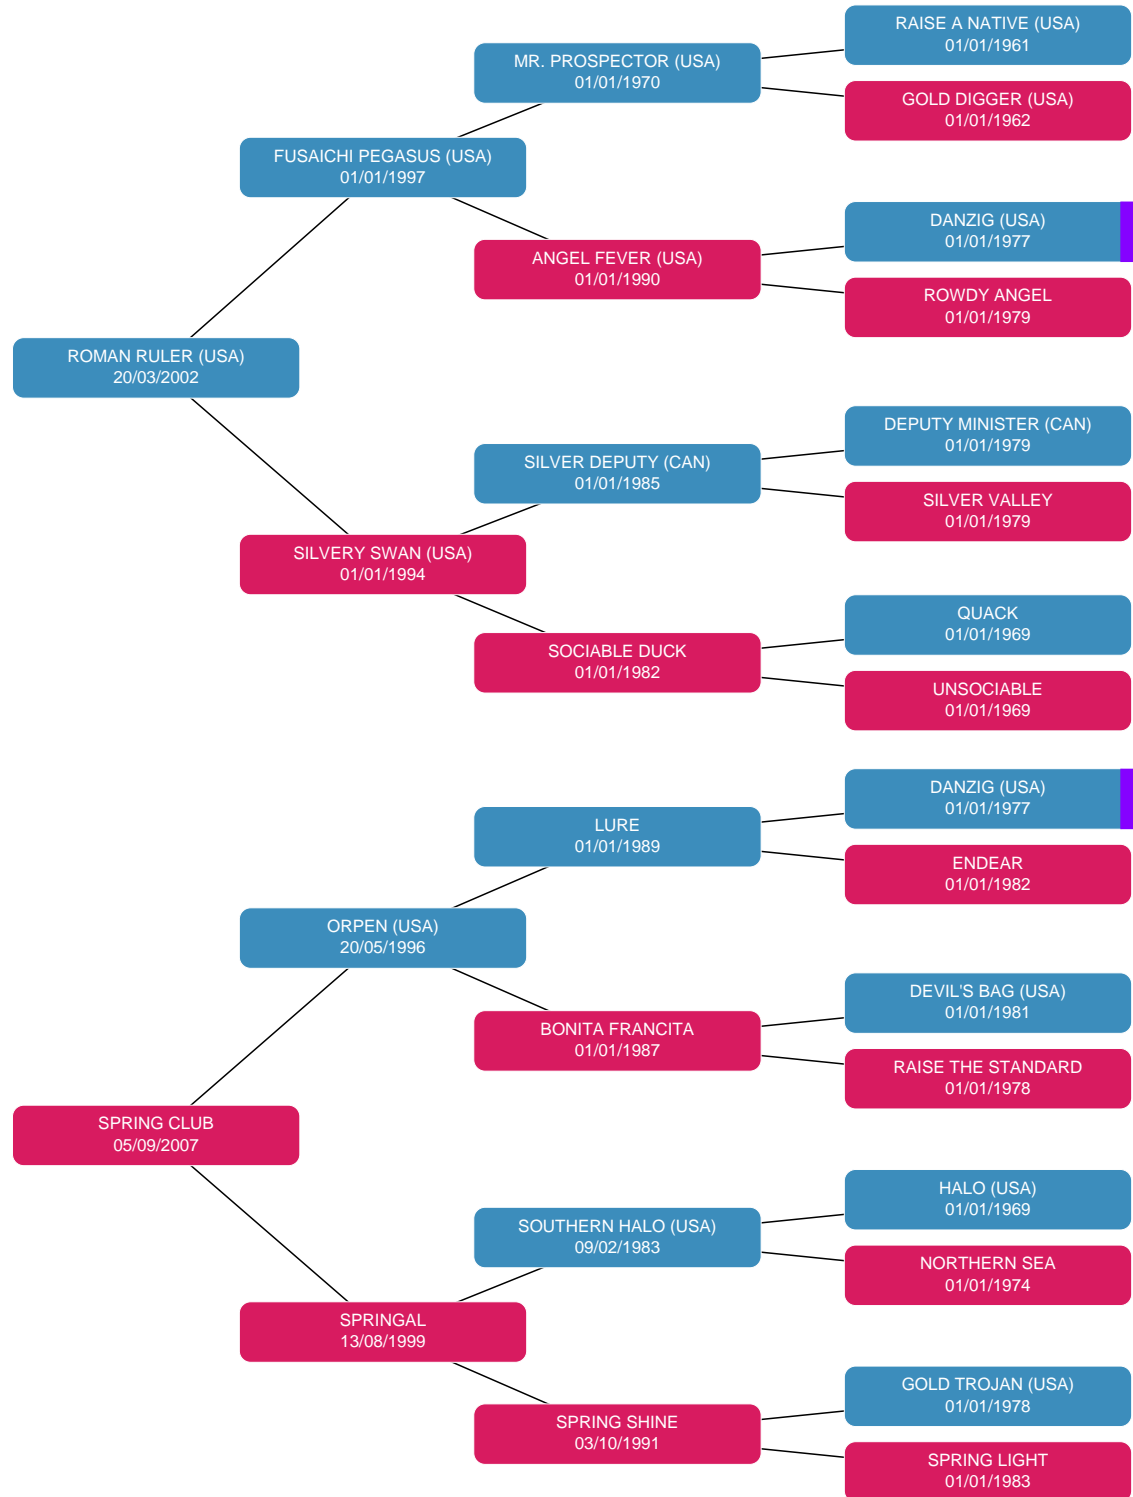 RAISE A NATIVE (USA)
01/01/1961
MR. PROSPECTOR (USA)
01/01/1970
GOLD DIGGER (USA)
01/01/1962
FUSAICHI PEGASUS (USA)
01/01/1997
DANZIG (USA)
01/01/1977
ANGEL FEVER (USA)
01/01/1990
ROWDY ANGEL
01/01/1979
ROMAN RULER (USA)
20/03/2002
DEPUTY MINISTER (CAN)
01/01/1979
SILVER DEPUTY (CAN)
01/01/1985
SILVER VALLEY
01/01/1979
SILVERY SWAN (USA)
01/01/1994
QUACK
01/01/1969
SOCIABLE DUCK
01/01/1982
UNSOCIABLE
01/01/1969
DANZIG (USA)
01/01/1977
LURE
01/01/1989
ENDEAR
01/01/1982
ORPEN (USA)
20/05/1996
DEVIL'S BAG (USA)
01/01/1981
BONITA FRANCITA
01/01/1987
RAISE THE STANDARD
01/01/1978
SPRING CLUB
05/09/2007
HALO (USA)
01/01/1969
SOUTHERN HALO (USA)
09/02/1983
NORTHERN SEA
01/01/1974
SPRINGAL
13/08/1999
GOLD TROJAN (USA)
01/01/1978
SPRING SHINE
03/10/1991
SPRING LIGHT
01/01/1983